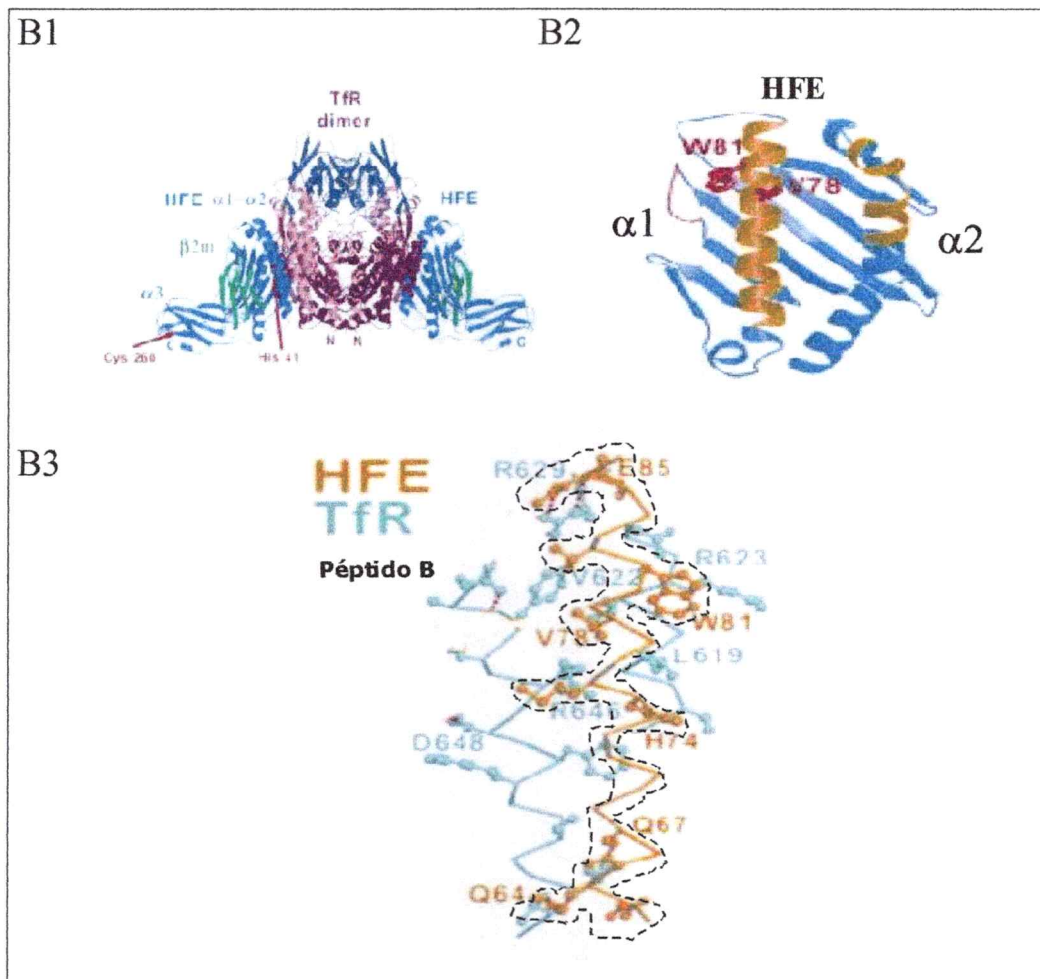 B1
B2
TfR
dimer
HFE α1 α2
HFE
β2m
α3
Cys 260
His 41
N N
C
C
HFE
W81
V78
α1
α2
B3
HFE
TfR
Péptido B
R629
E85
R623
V622
W81
V78
L619
R646
H74
D648
Q67
Q64